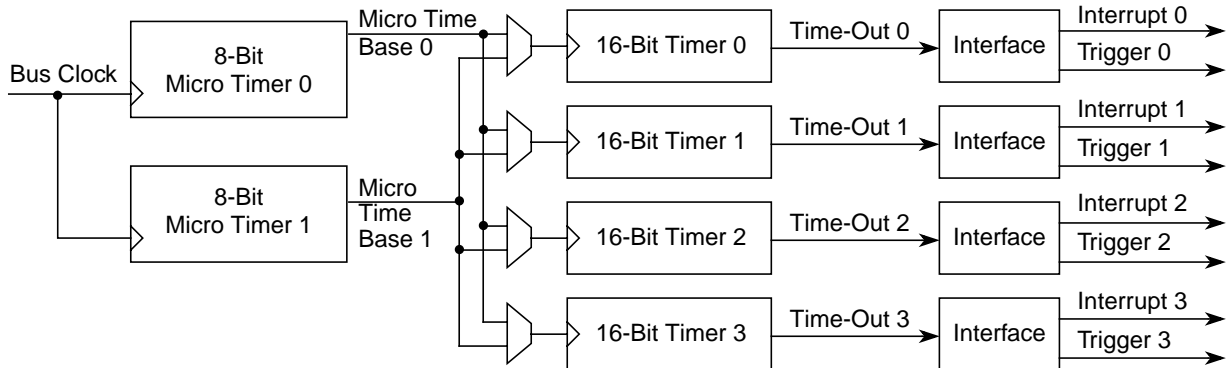 Bus Clock
8-Bit
Micro Timer 0
Micro Time
Base 0
16-Bit Timer 0
Time-Out 0
Interface
Interrupt 0
Trigger 0
16-Bit Timer 1
Time-Out 1
Interface
Interrupt 1
Trigger 1
8-Bit
Micro Timer 1
Micro
Time
Base 1
16-Bit Timer 2
Time-Out 2
Interface
Interrupt 2
Trigger 2
16-Bit Timer 3
Time-Out 3
Interface
Interrupt 3
Trigger 3